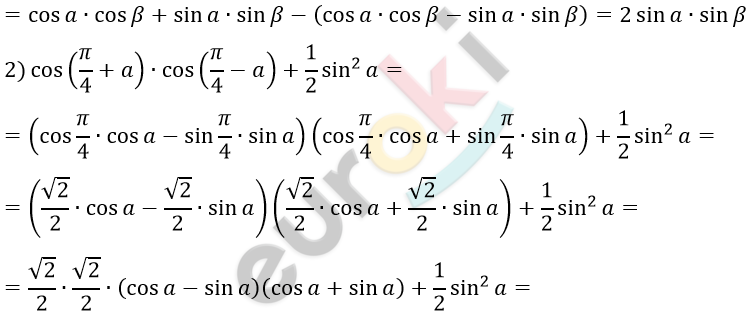 = cos a · cos β + sin a · sin β − (cos a · cos β − sin a · sin β) = 2 sin a · sin β
2) cos(π/4 + a) · cos(π/4 − a) + 1/2 sin² a =
= (cos π/4 · cos a − sin π/4 · sin a)(cos π/4 · cos a + sin π/4 · sin a) + 1/2 sin² a =
= (√2/2 · cos a − √2/2 · sin a)(√2/2 · cos a + √2/2 · sin a) + 1/2 sin² a =
= √2/2 · √2/2 · (cos a − sin a)(cos a + sin a) + 1/2 sin² a =
euroki